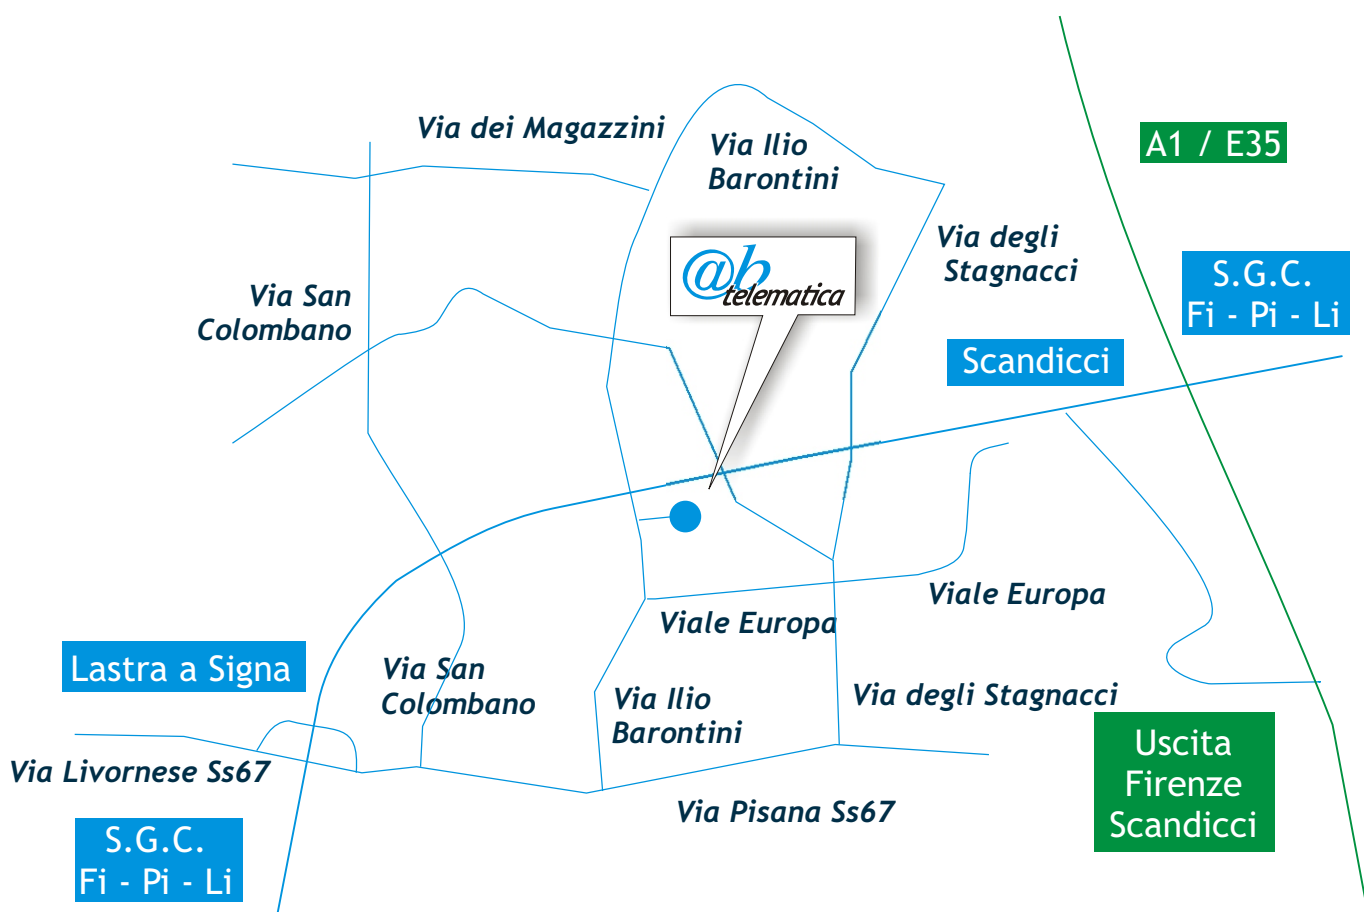 Via dei Magazzini
Via Ilio
Barontini
A1 / E35
Via degli
Stagnacci
@b
telematica
S.G.C.
Fi - Pi - Li
Via San
Colombano
Scandicci
Viale Europa
Viale Europa
Lastra a Signa
Via San
Colombano
Via Ilio
Barontini
Via degli Stagnacci
Uscita
Firenze
Scandicci
Via Livornese Ss67
Via Pisana Ss67
S.G.C.
Fi - Pi - Li